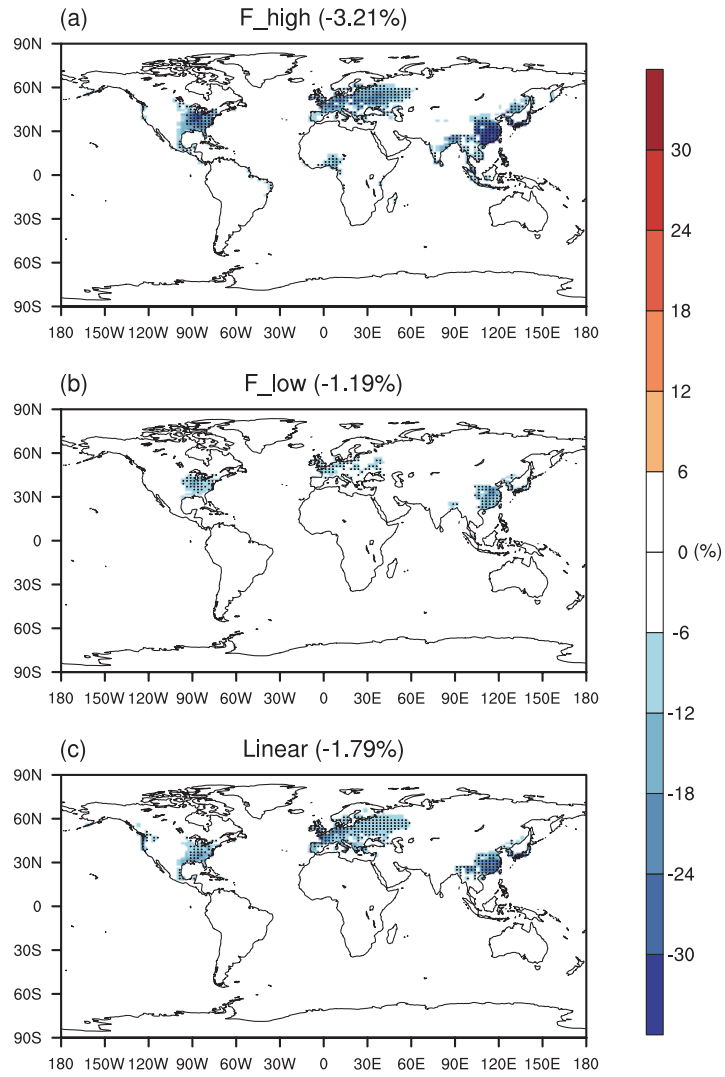 (a) F_high (-3.21%)
90N
60N
30N
0
30S
60S
90S
180 150W 120W 90W 60W 30W 0 30E 60E 90E 120E 150E 180
(b) F_low (-1.19%)
90N
60N
30N
0
30S
60S
90S
180 150W 120W 90W 60W 30W 0 30E 60E 90E 120E 150E 180
(c) Linear (-1.79%)
90N
60N
30N
0
30S
60S
90S
180 150W 120W 90W 60W 30W 0 30E 60E 90E 120E 150E 180
30
24
18
12
6
0 (%)
-6
-12
-18
-24
-30